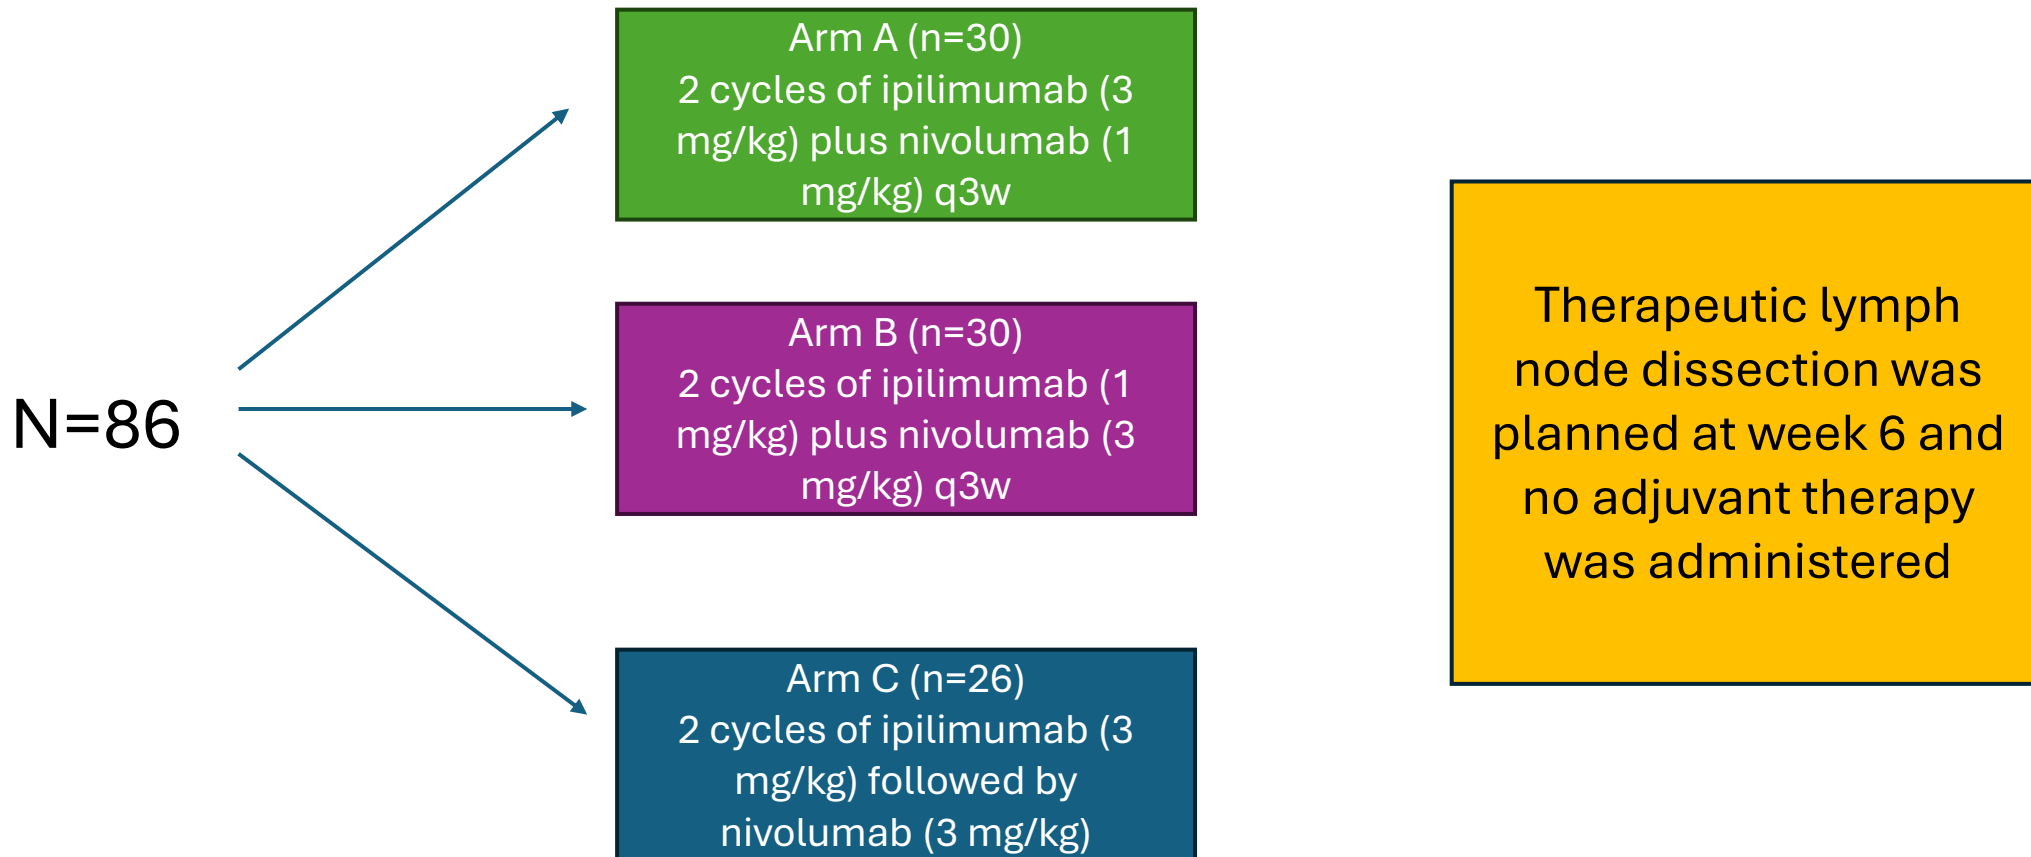 N=86
Arm A (n=30)
2 cycles of ipilimumab (3
mg/kg) plus nivolumab (1
mg/kg) q3w
Arm B (n=30)
2 cycles of ipilimumab (1
mg/kg) plus nivolumab (3
mg/kg) q3w
Arm C (n=26)
2 cycles of ipilimumab (3
mg/kg) followed by
nivolumab (3 mg/kg)
Therapeutic lymph
node dissection was
planned at week 6 and
no adjuvant therapy
was administered